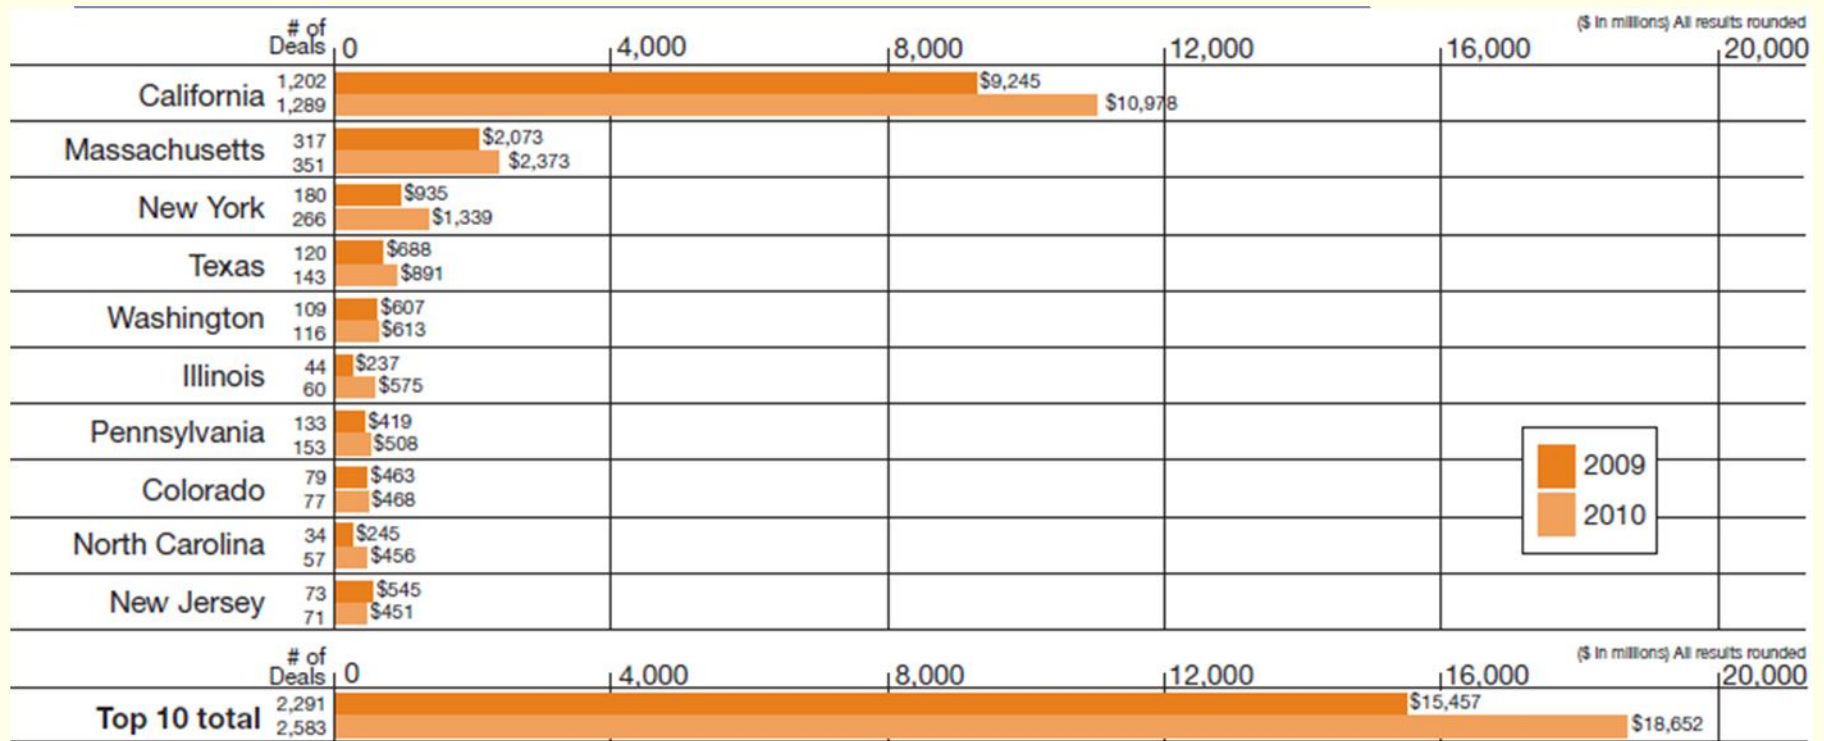 ($ in millions) All results rounded
# of
Deals 0 4,000 8,000 12,000 16,000 20,000
California 1,202 $9,245
1,289 $10,978
Massachusetts 317 $2,073
351 $2,373
New York 180 $935
266 $1,339
Texas 120 $688
143 $891
Washington 109 $607
116 $613
Illinois 44 $237
60 $575
Pennsylvania 133 $419
153 $508
Colorado 79 $463
77 $468
North Carolina 34 $245
57 $456
New Jersey 73 $545
71 $451
2009
2010
($ in millions) All results rounded
# of
Deals 0 4,000 8,000 12,000 16,000 20,000
Top 10 total 2,291 $15,457
2,583 $18,652